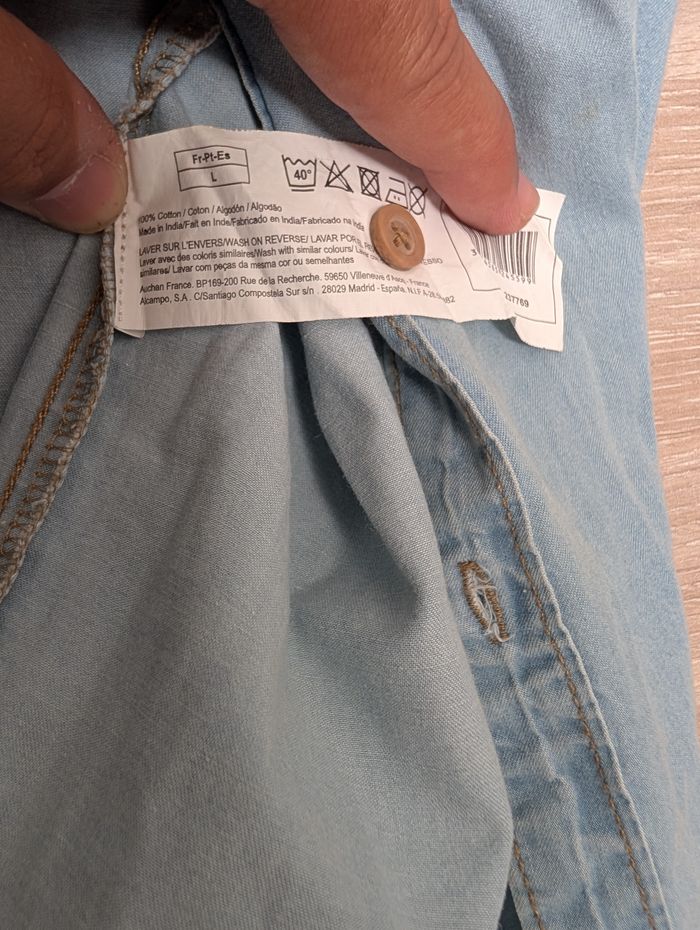 Fr-Pt-Es
L
40°
100% Cotton / Coton / Algodón / Algodão
Made in India/Fait en Inde/Fabricado en India/Fabricado na India
LAVER SUR L'ENVERS/WASH ON REVERSE/ LAVAR POR EL
Laver avec des coloris similaires/Wash with similar colours/
similares/ Lavar com peças da mesma cor ou semelhantes
Auchan France. BP169-200 Rue de la Recherche. 59650 Villeneuve d'Ascq - France
Alcampo, S.A. C/Santiago Compostela Sur s/n . 28029 Madrid - España. N.I.F A-28
237769